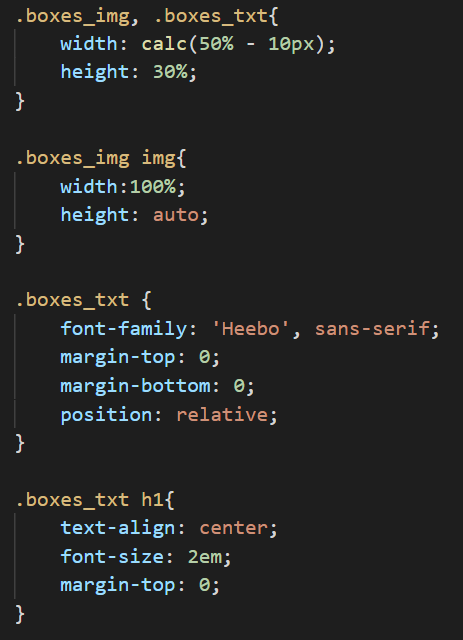 .boxes_img, .boxes_txt{
    width: calc(50% - 10px);
    height: 30%;
}

.boxes_img img{
    width:100%;
    height: auto;
}

.boxes_txt {
    font-family: 'Heebo', sans-serif;
    margin-top: 0;
    margin-bottom: 0;
    position: relative;
}

.boxes_txt h1{
    text-align: center;
    font-size: 2em;
    margin-top: 0;
}